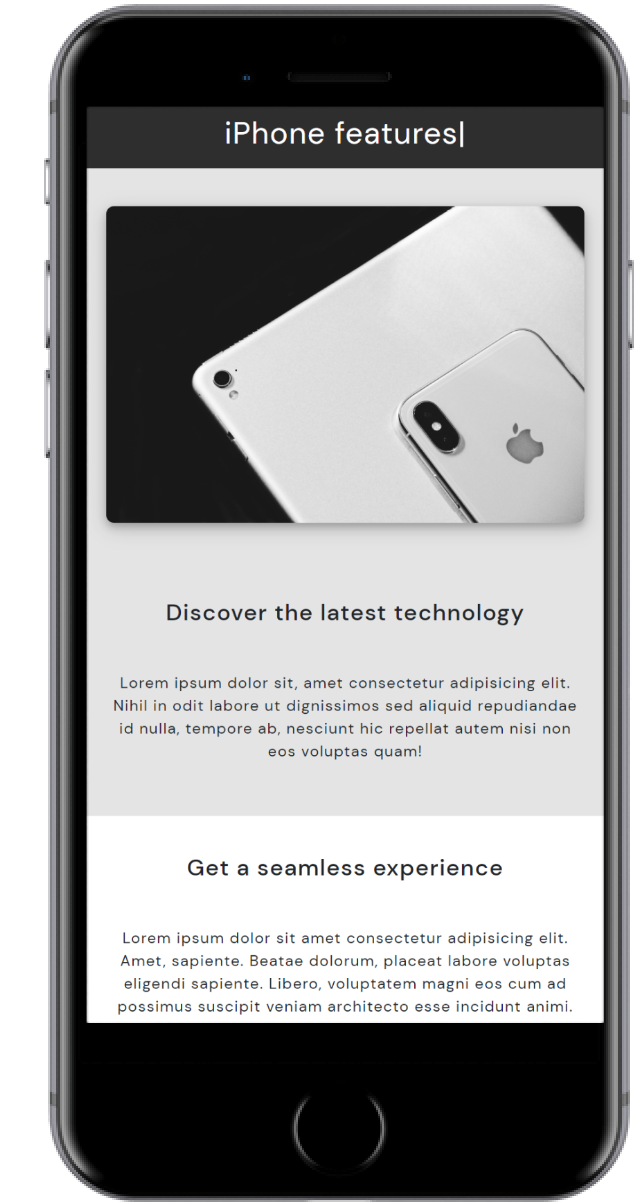 iPhone features|
Discover the latest technology
Lorem ipsum dolor sit, amet consectetur adipisicing elit.
Nihil in odit labore ut dignissimos sed aliquid repudiandae
id nulla, tempore ab, nesciunt hic repellat autem nisi non
eos voluptas quam!
Get a seamless experience
Lorem ipsum dolor sit amet consectetur adipisicing elit.
Amet, sapiente. Beatae dolorum, placeat labore voluptas
eligendi sapiente. Libero, voluptatem magni eos cum ad
possimus suscipit veniam architecto esse incidunt animi.